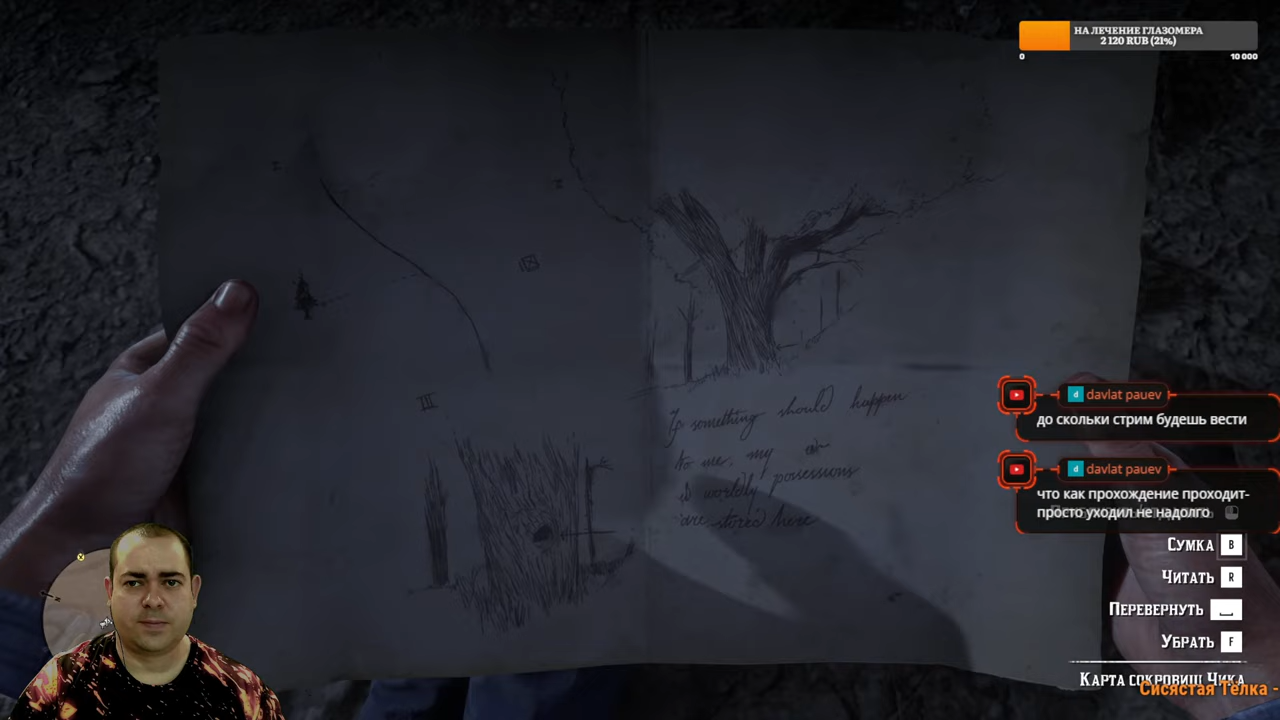 НА ЛЕЧЕНИЕ ГЛАЗОМЕРА
2 120 RUB (21%)
0
10 000
III
If something should happen
to me, my
worldly possessions
are stored here
davlat pauev
до скольки стрим будешь вести
davlat pauev
что как прохождение проходит-
просто уходил не надолго
СУМКА B
ЧИТАТЬ R
ПЕРЕВЕРНУТЬ
УБРАТЬ F
КАРТА СОКРОВИЩ ЧИКА
Сисястая Телка -